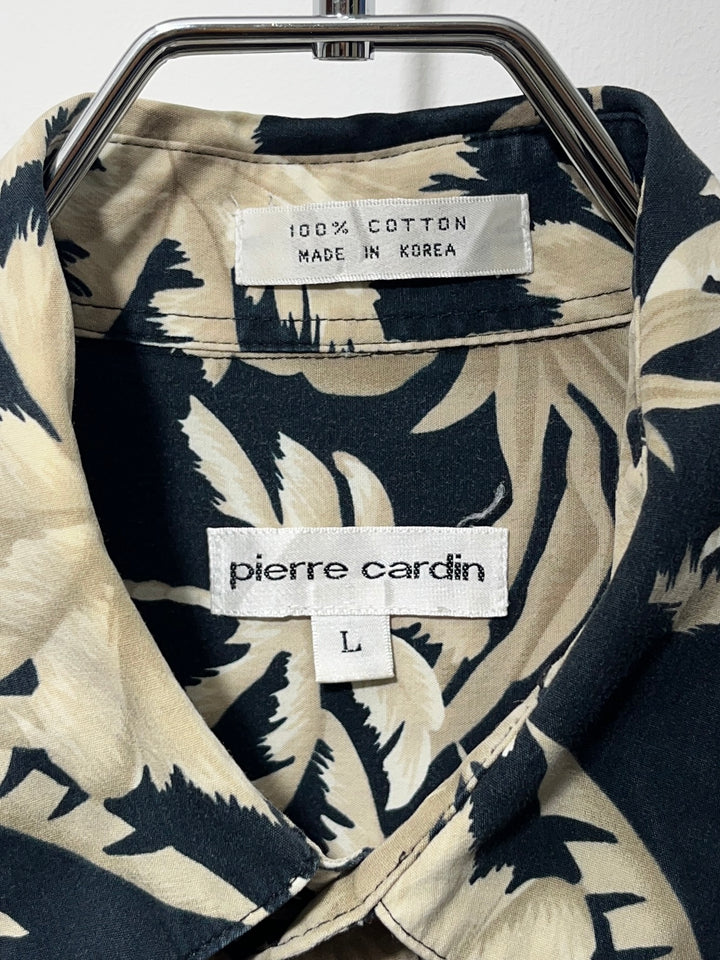 100% COTTON
MADE IN KOREA
pierre cardin
L